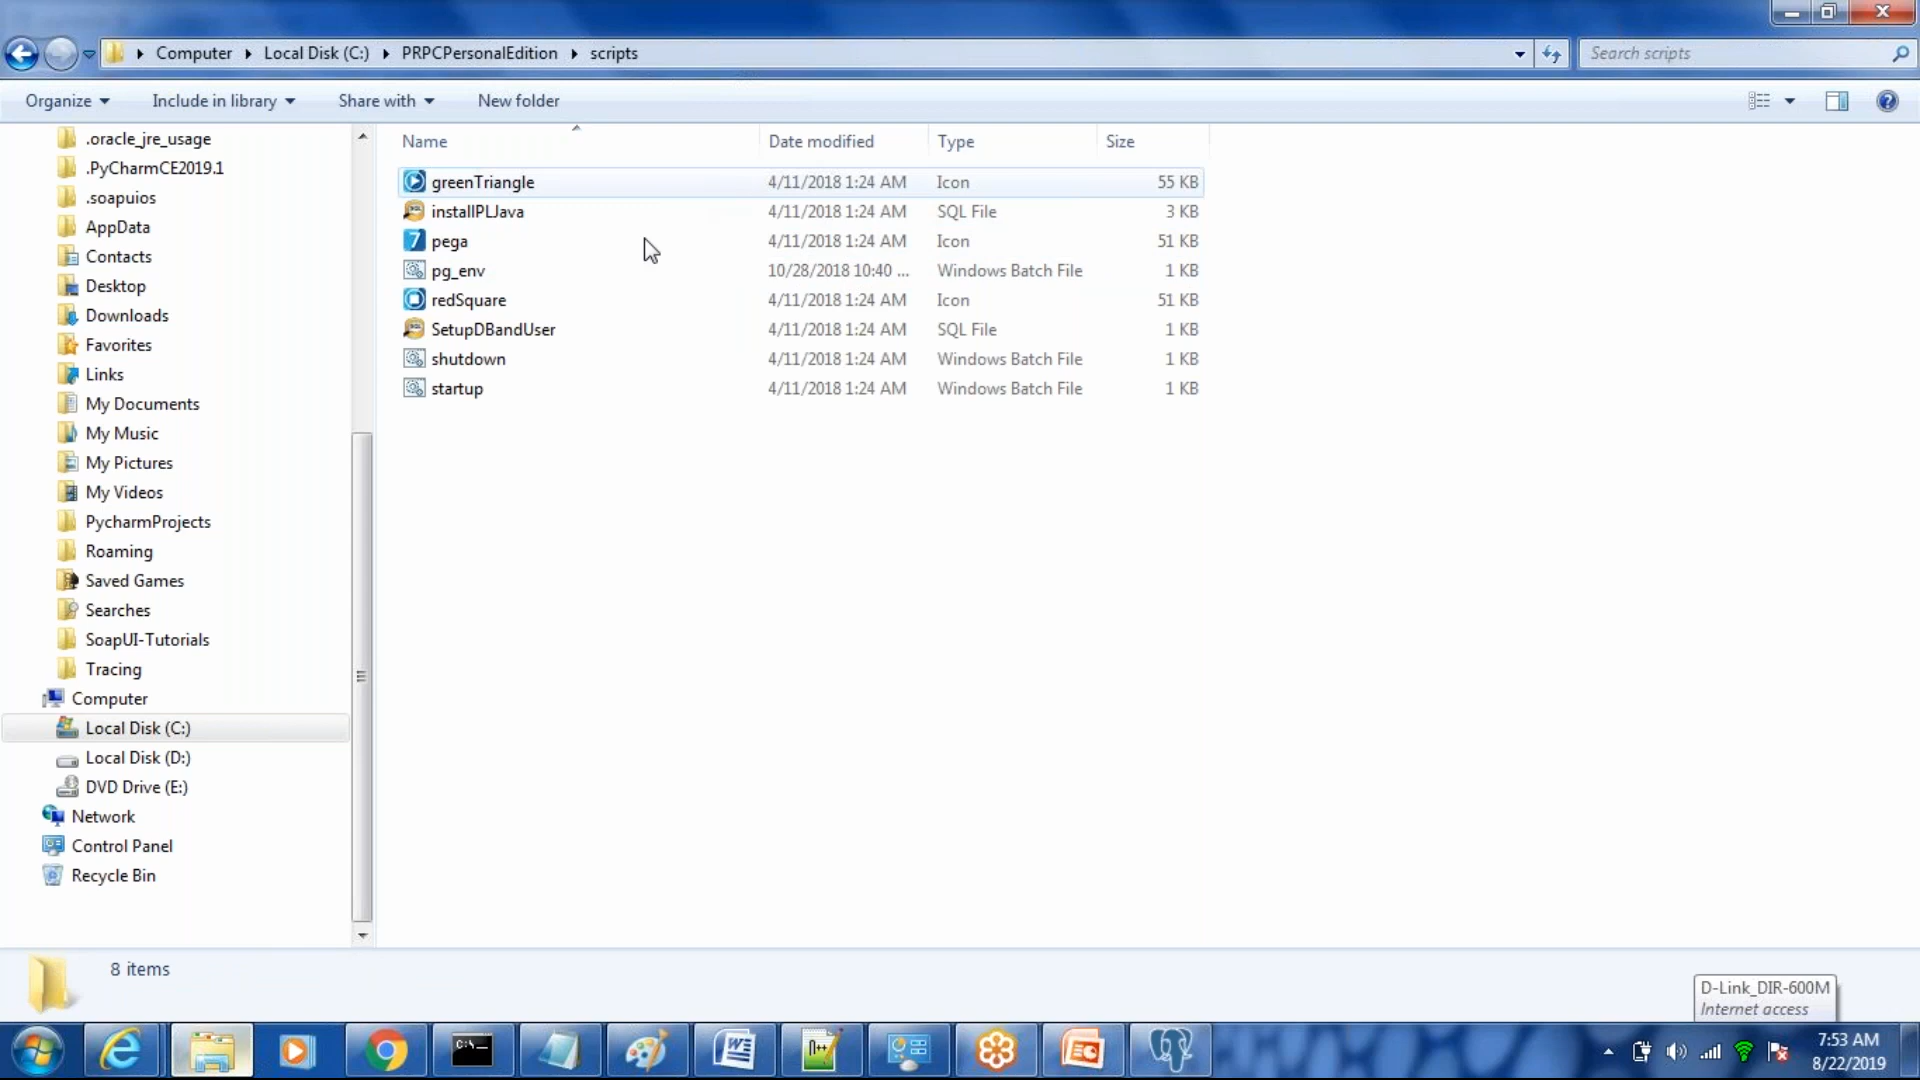 Computer Local Disk (C:) PRPCPersonalEdition scripts
Search scripts
Organize Include in library Share with New folder
Name Date modified Type Size
.oracle_jre_usage
.PyCharmCE2019.1
.soapuios
AppData
Contacts
Desktop
Downloads
Favorites
Links
My Documents
My Music
My Pictures
My Videos
PycharmProjects
Roaming
Saved Games
Searches
SoapUI-Tutorials
Tracing
Computer
Local Disk (C:)
Local Disk (D:)
DVD Drive (E:)
Network
Control Panel
Recycle Bin
greenTriangle 4/11/2018 1:24 AM Icon 55 KB
installPLJava 4/11/2018 1:24 AM SQL File 3 KB
7 pega 4/11/2018 1:24 AM Icon 51 KB
pg_env 10/28/2018 10:40 ... Windows Batch File 1 KB
redSquare 4/11/2018 1:24 AM Icon 51 KB
SetupDBandUser 4/11/2018 1:24 AM SQL File 1 KB
shutdown 4/11/2018 1:24 AM Windows Batch File 1 KB
startup 4/11/2018 1:24 AM Windows Batch File 1 KB
8 items
D-Link_DIR-600M
Internet access
C:\
7:53 AM
8/22/2019